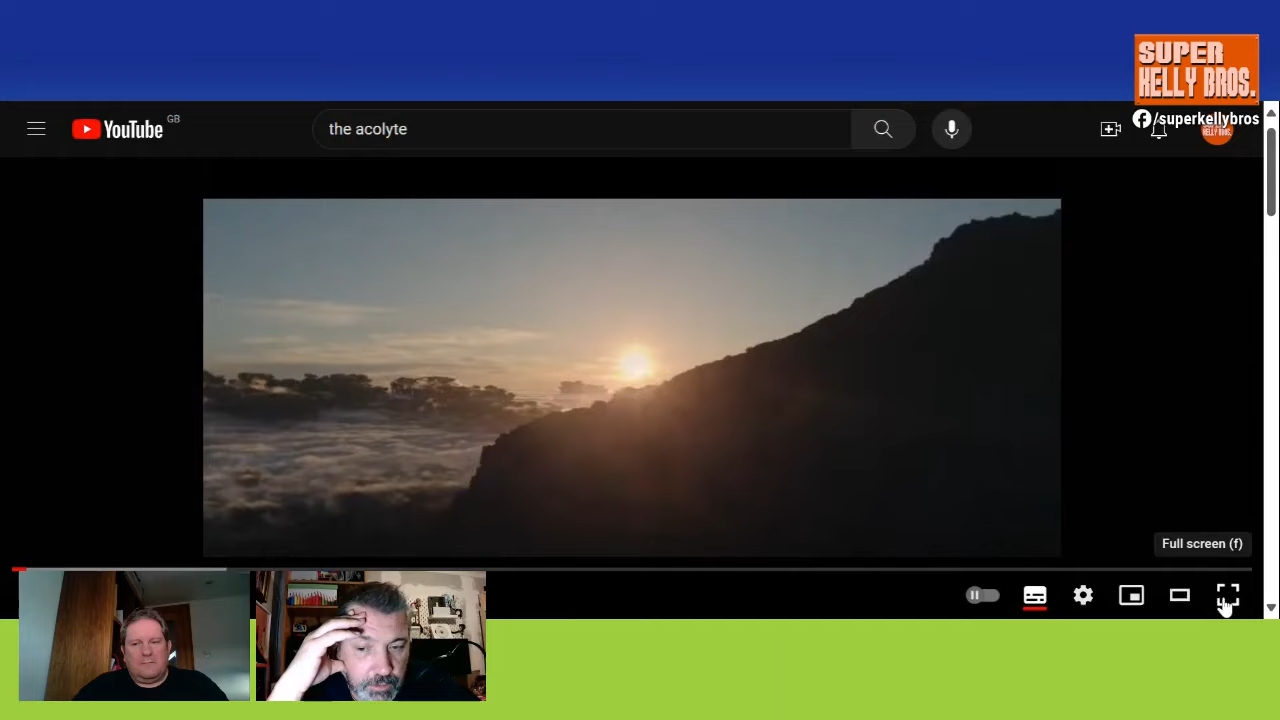 SUPER
KELLY BROS.
/superkellybros
YouTube
GB
the acolyte
Full screen (f)